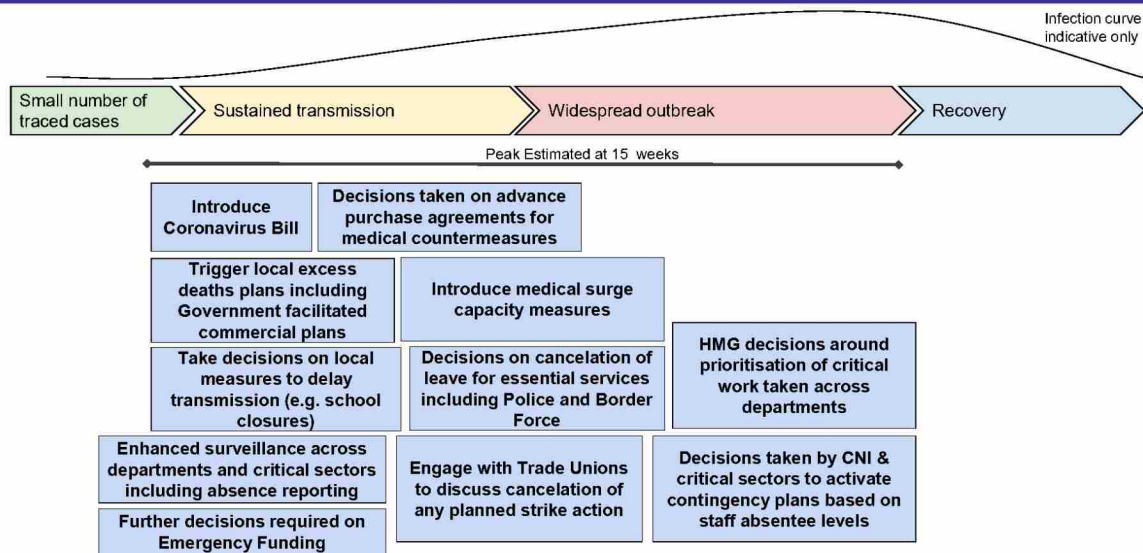 Infection curve
indicative only
Small number of
traced cases
Sustained transmission
Widespread outbreak
Recovery
Peak Estimated at 15 weeks
Introduce
Coronavirus Bill
Decisions taken on advance
purchase agreements for
medical countermeasures
Trigger local excess
deaths plans including
Government facilitated
commercial plans
Introduce medical surge
capacity measures
HMG decisions around
prioritisation of critical
work taken across
departments
Take decisions on local
measures to delay
transmission (e.g. school
closures)
Decisions on cancelation of
leave for essential services
including Police and Border
Force
Enhanced surveillance across
departments and critical sectors
including absence reporting
Engage with Trade Unions
to discuss cancelation of
any planned strike action
Decisions taken by CNI &
critical sectors to activate
contingency plans based on
staff absentee levels
Further decisions required on
Emergency Funding